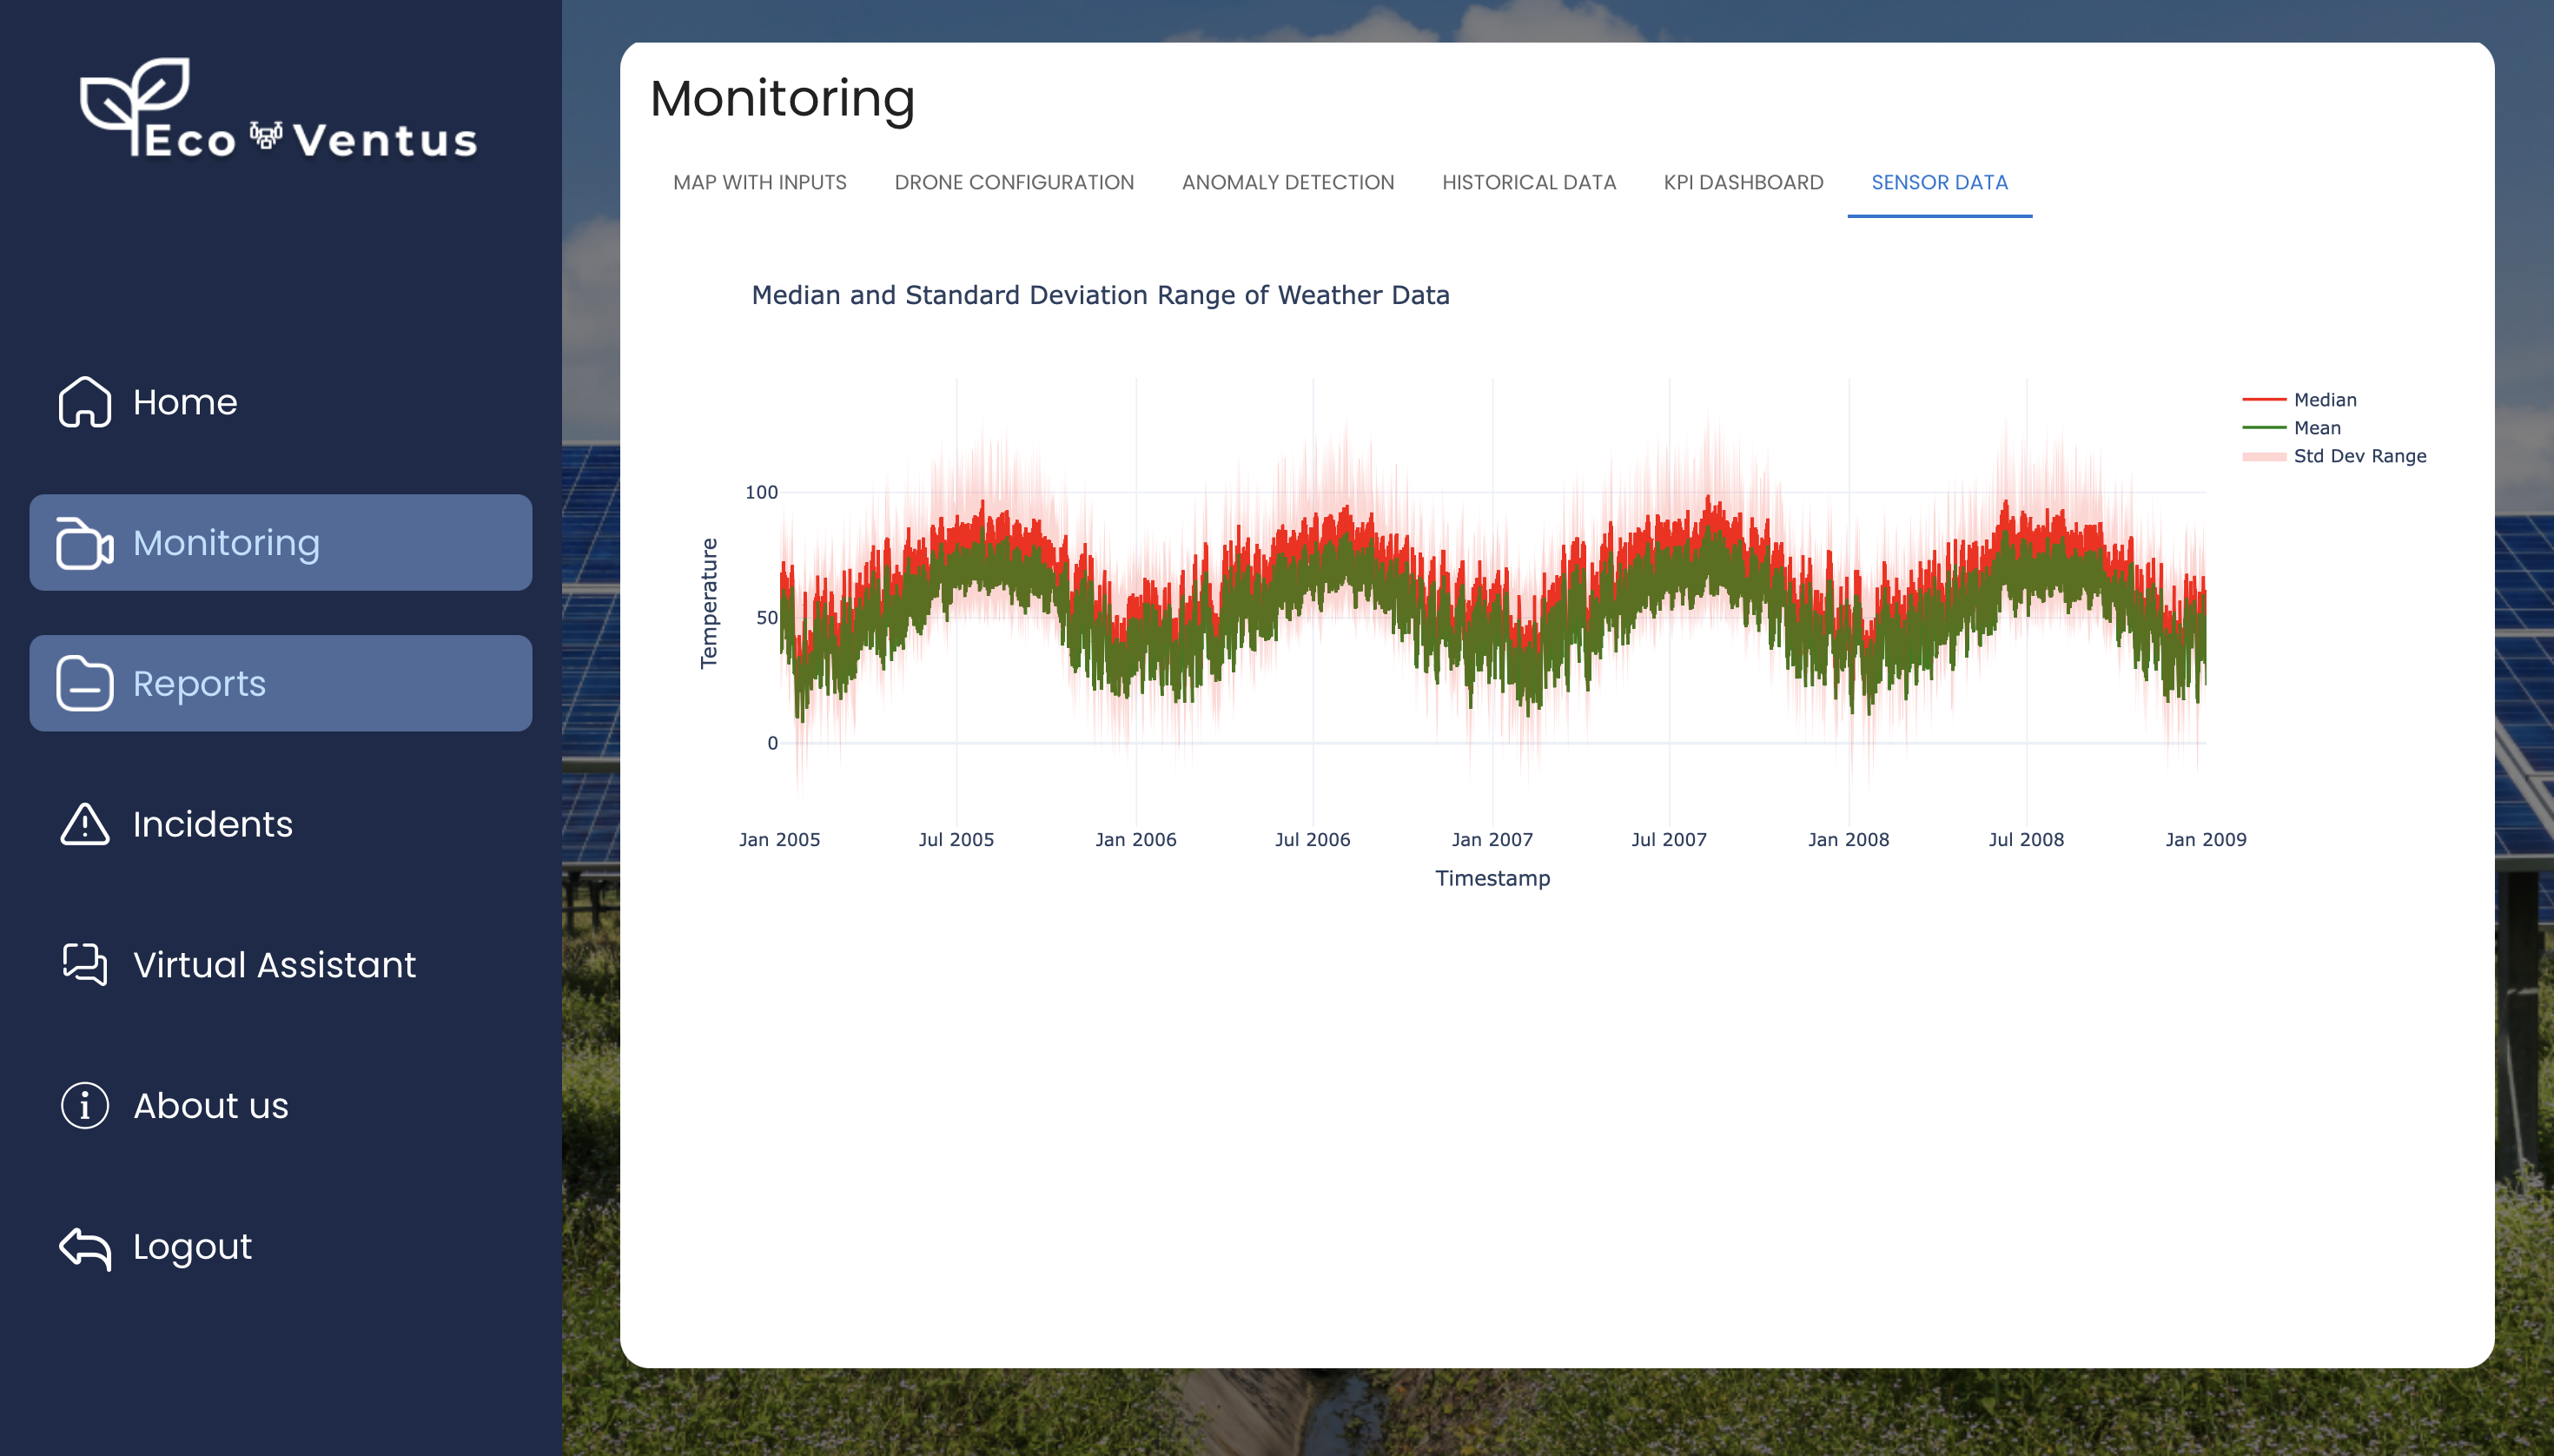 Eco Ventus
Home
Monitoring
Reports
Incidents
Virtual Assistant
About us
Logout
Monitoring
MAP WITH INPUTS DRONE CONFIGURATION ANOMALY DETECTION HISTORICAL DATA KPI DASHBOARD SENSOR DATA
Median and Standard Deviation Range of Weather Data
Median
Mean
Std Dev Range
100
50
0
Temperature
Jan 2005 Jul 2005 Jan 2006 Jul 2006 Jan 2007 Jul 2007 Jan 2008 Jul 2008 Jan 2009
Timestamp